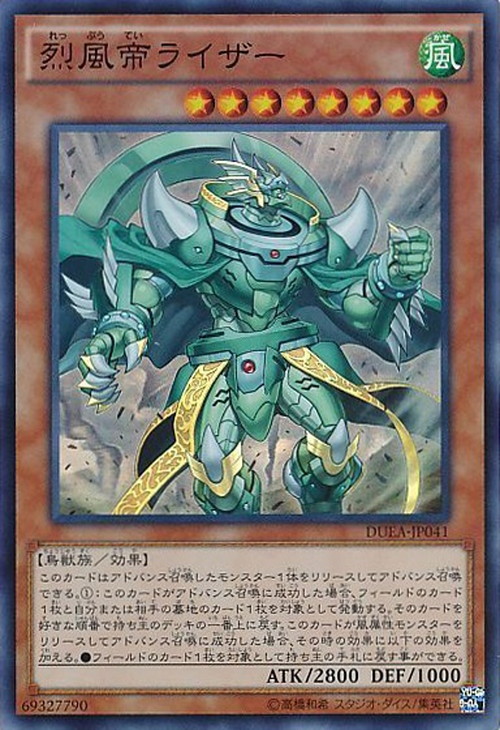 烈風帝ライザー
れっ ぷう てい
風
かぜ
DUEA-JP041
【鳥獣族／効果】
このカードはアドバンス召喚したモンスター1体をリリースしてアドバンス召喚
できる。①：このカードがアドバンス召喚に成功した場合、フィールドのカード
1枚と自分または相手の墓地のカード1枚を対象として発動する。そのカードを
好きな順番で持ち主のデッキの一番上に戻す。このカードが風属性モンスター
をリリースしてアドバンス召喚に成功した場合、その時の効果に以下の効果を
加える。●フィールドのカード1枚を対象として持ち主の手札に戻す事ができる。
ATK/2800 DEF/1000
69327790
©高橋和希 スタジオ・ダイス/集英社